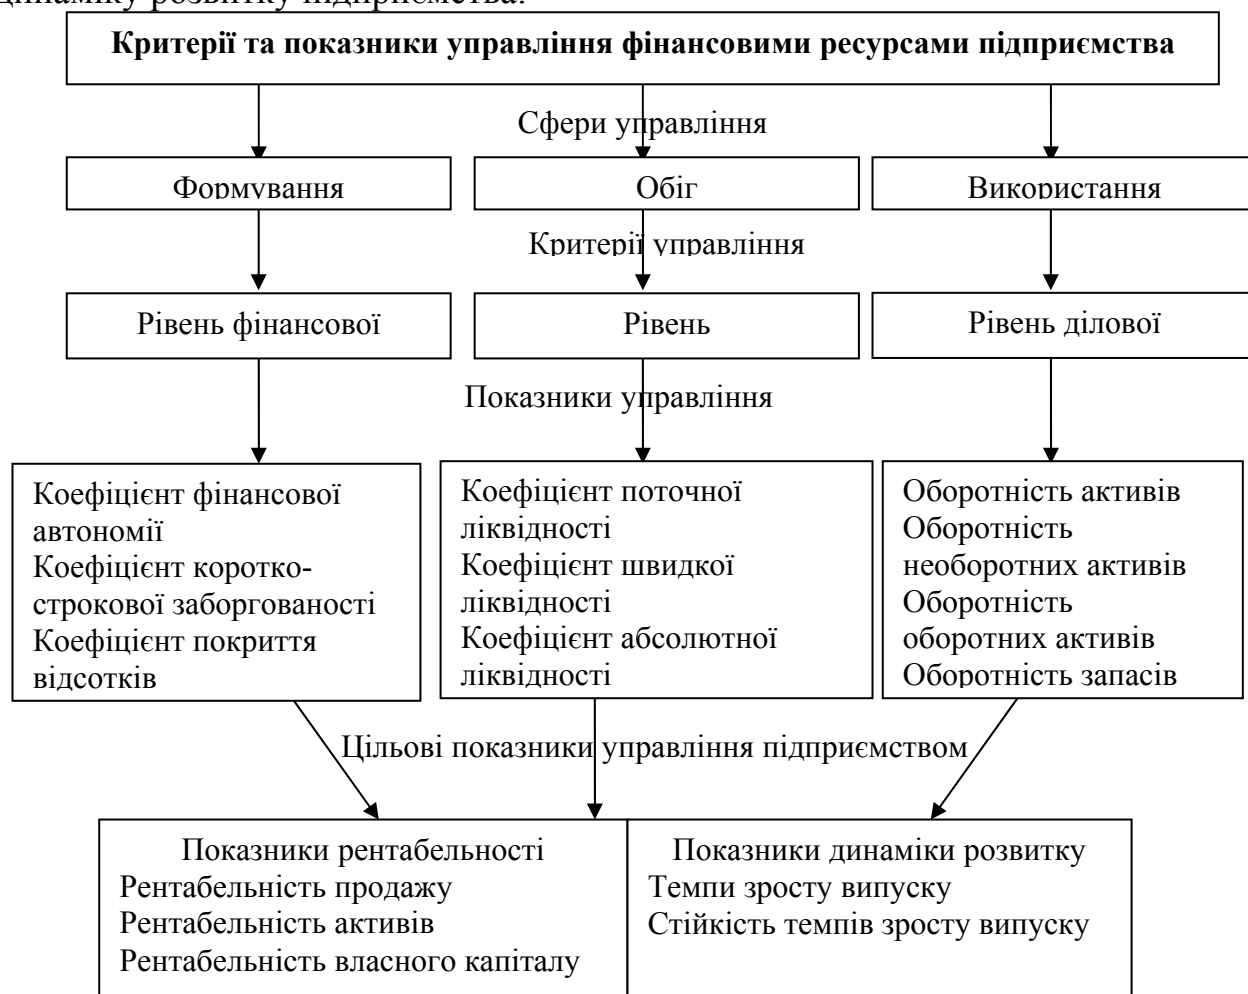 динаміку розвитку підприємства.
Критерії та показники управління фінансовими ресурсами підприємства
Сфери управління
Формування
Обіг
Використання
Критерії управління
Рівень фінансової
Рівень
Рівень ділової
Показники управління
Коефіцієнт фінансової
автономії
Коефіцієнт коротко-
строкової заборгованості
Коефіцієнт покриття
відсотків
Коефіцієнт поточної
ліквідності
Коефіцієнт швидкої
ліквідності
Коефіцієнт абсолютної
ліквідності
Оборотність активів
Оборотність
необоротних активів
Оборотність
оборотних активів
Оборотність запасів
Цільові показники управління підприємством
Показники рентабельності
Рентабельність продажу
Рентабельність активів
Рентабельність власного капіталу
Показники динаміки розвитку
Темпи зросту випуску
Стійкість темпів зросту випуску